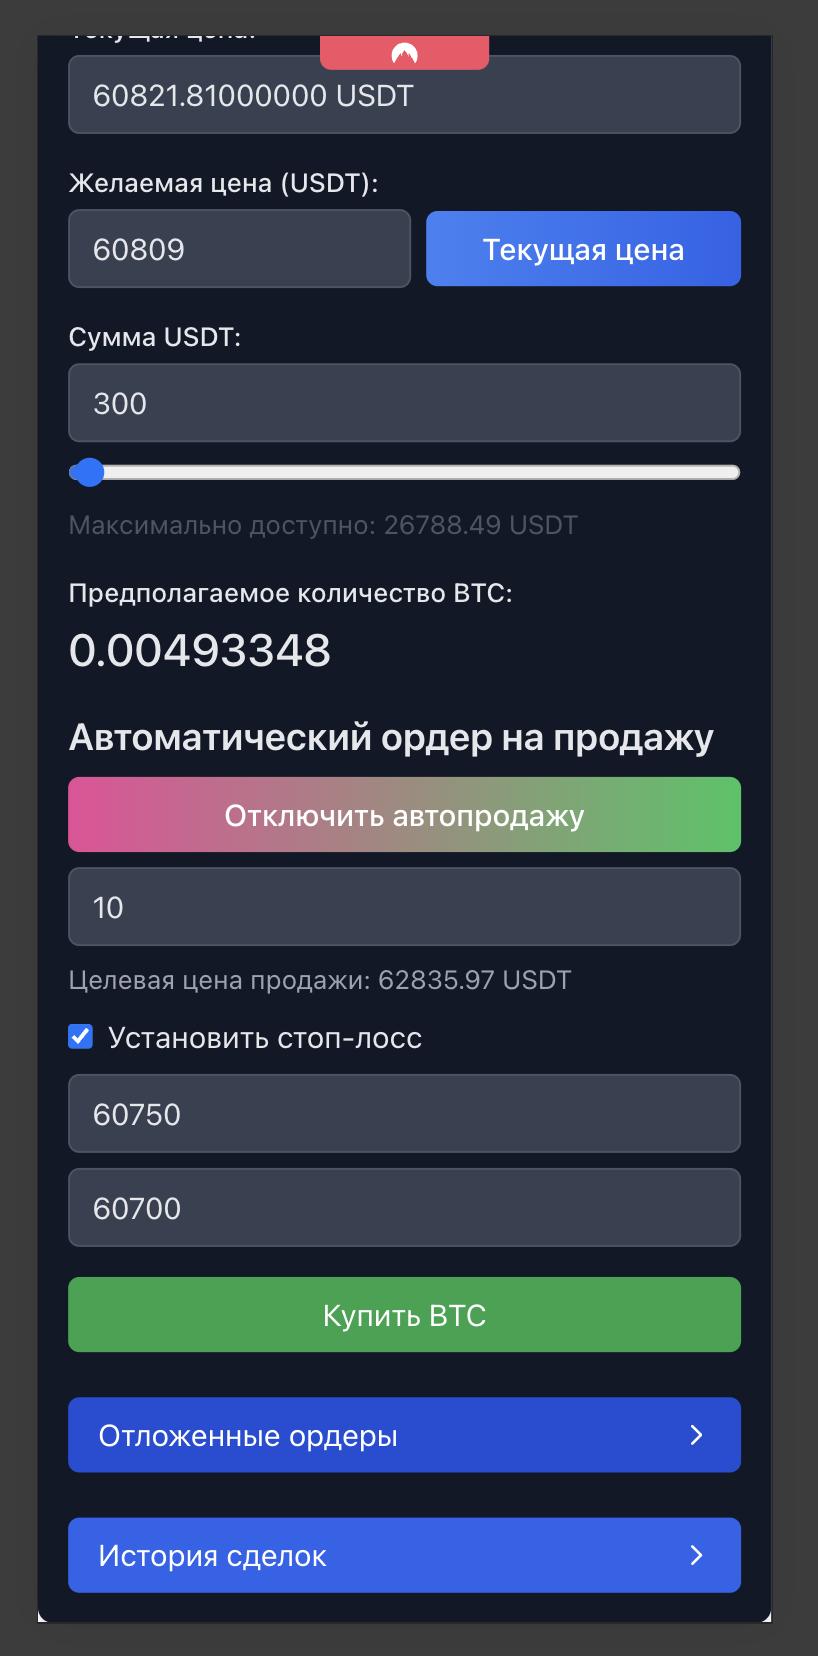 Текущая цена:
60821.81000000 USDT
Желаемая цена (USDT):
60809
Текущая цена
Сумма USDT:
300
Максимально доступно: 26788.49 USDT
Предполагаемое количество BTC:
0.00493348
Автоматический ордер на продажу
Отключить автопродажу
10
Целевая цена продажи: 62835.97 USDT
Установить стоп-лосс
60750
60700
Купить BTC
Отложенные ордеры
История сделок